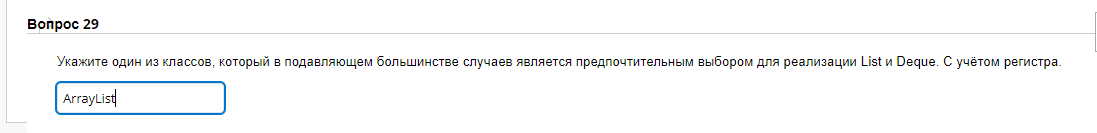 Вопрос 29
Укажите один из классов, который в подавляющем большинстве случаев является предпочтительным выбором для реализации List и Deque. С учётом регистра.
ArrayList